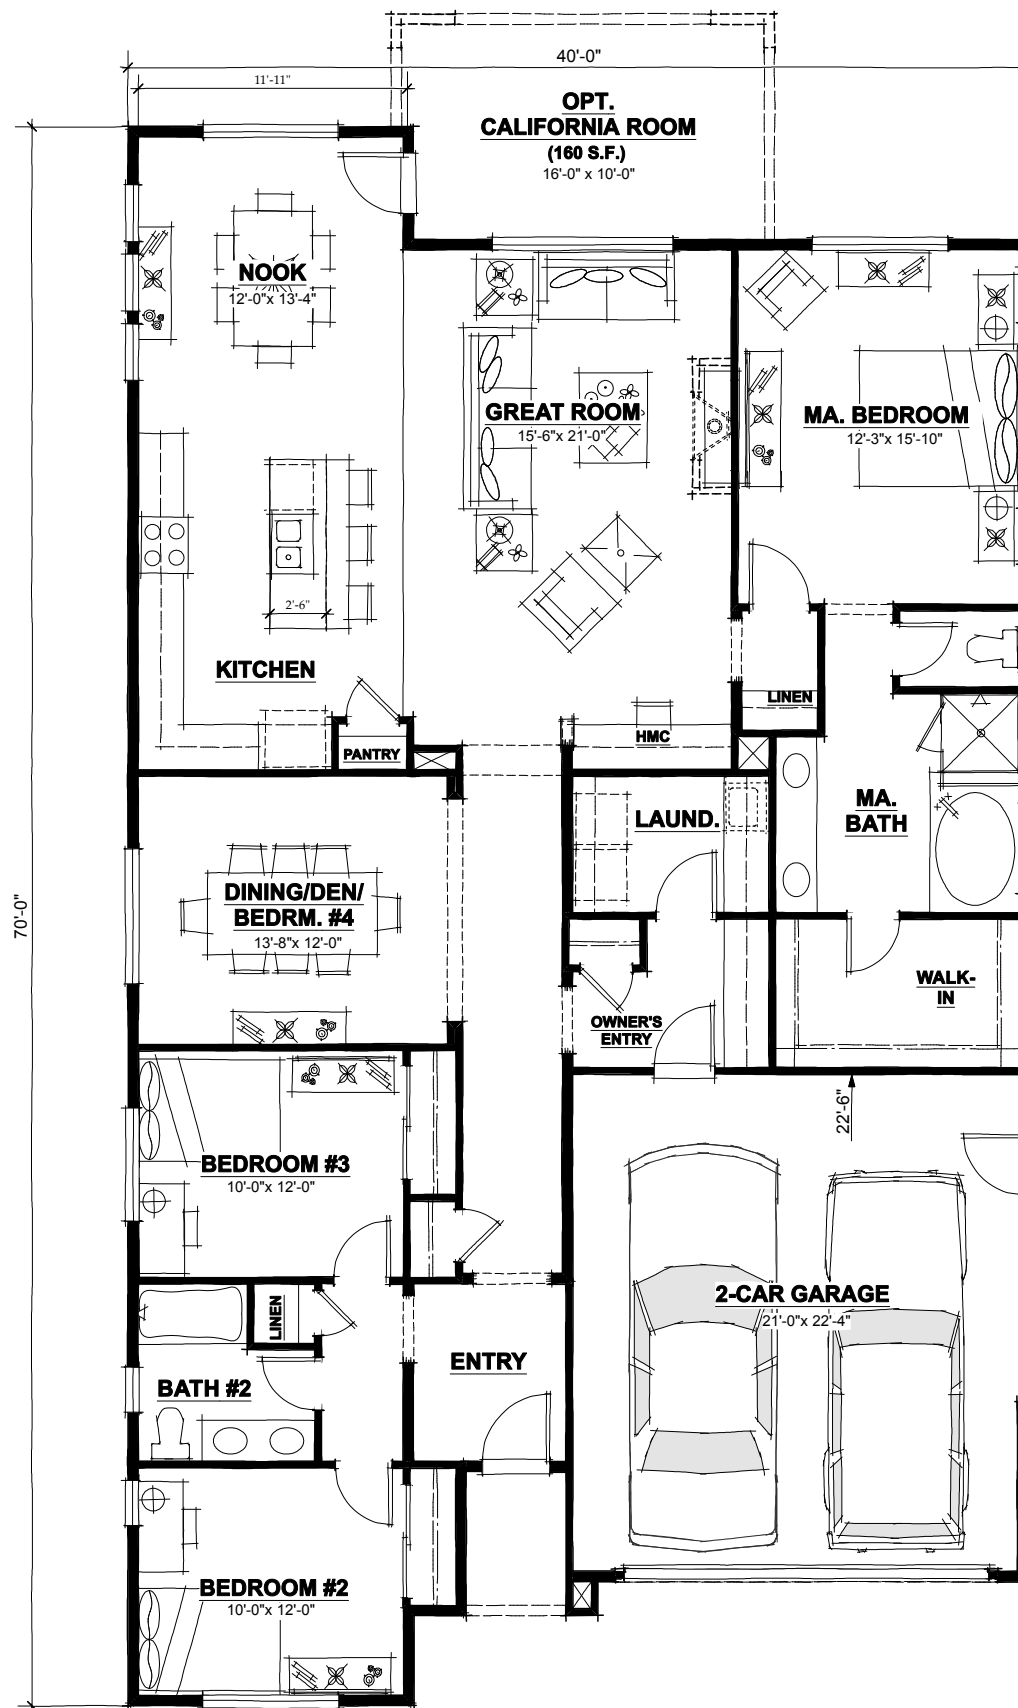 40'-0"
11'-11"
OPT.
CALIFORNIA ROOM
(160 S.F.)
16'-0" x 10'-0"
NOOK
12'-0"x 13'-4"
GREAT ROOM
15'-6"x 21'-0"
MA. BEDROOM
12'-3"x 15'-10"
2'-6"
KITCHEN
LINEN
HMC
PANTRY
MA.
BATH
LAUND.
70'-0"
DINING/DEN/
BEDRM. #4
13'-8"x 12'-0"
WALK-
IN
OWNER'S
ENTRY
22'-6"
BEDROOM #3
10'-0"x 12'-0"
2-CAR GARAGE
21'-0"x 22'-4"
LINEN
ENTRY
BATH #2
BEDROOM #2
10'-0"x 12'-0"